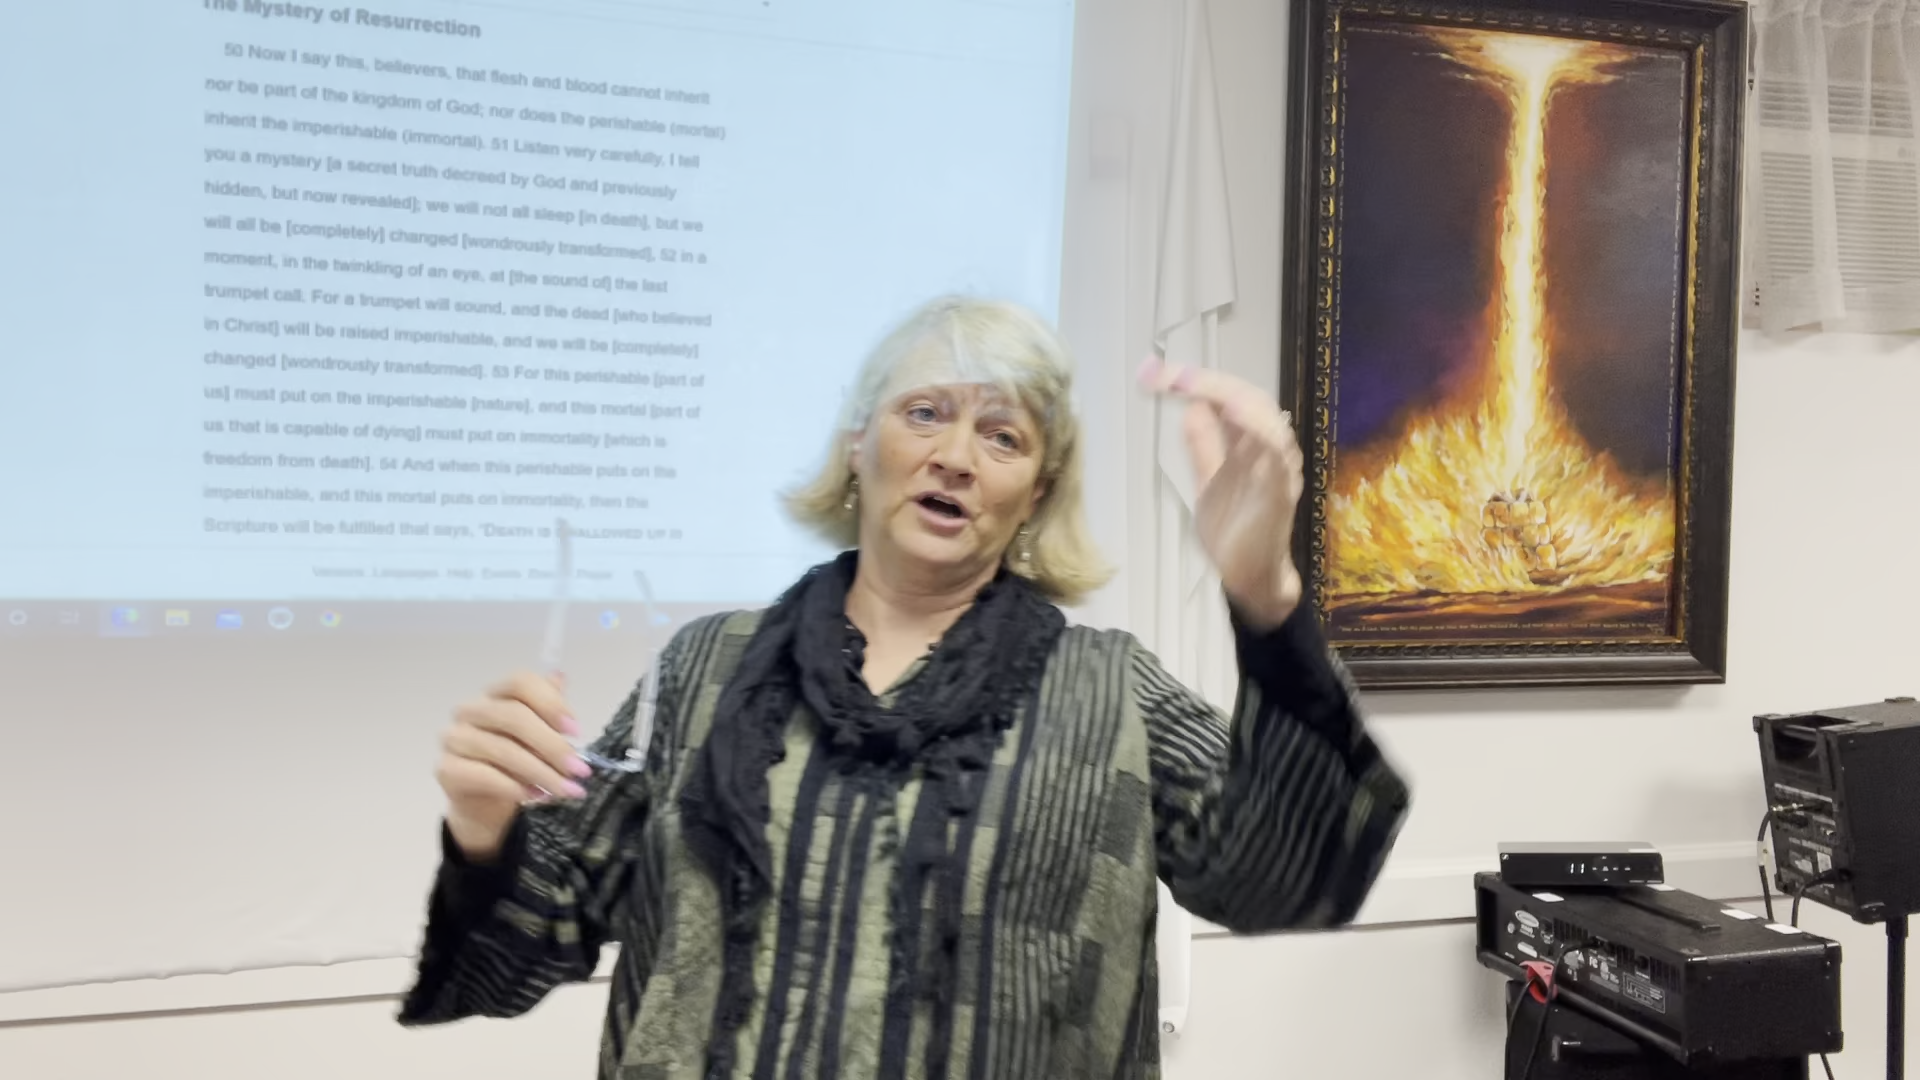 The Mystery of Resurrection
50 Now I say this, believers, that flesh and blood cannot inherit
nor be part of the kingdom of God; nor does the perishable (mortal)
inherit the imperishable (immortal). 51 Listen very carefully, I tell
you a mystery [a secret truth decreed by God and previously
hidden, but now revealed]; we will not all sleep [in death], but we
will all be [completely] changed [wondrously transformed], 52 in a
moment, in the twinkling of an eye, at [the sound of] the last
trumpet call. For a trumpet will sound, and the dead [who believed
in Christ] will be raised imperishable, and we will be [completely]
changed [wondrously transformed]. 53 For this perishable [part of
us] must put on the imperishable [nature], and this mortal [part of
us that is capable of dying] must put on immortality [which is
freedom from death]. 54 And when this perishable puts on the
imperishable, and this mortal puts on immortality, then the
Scripture will be fulfilled that says, "DEATH IS SWALLOWED UP IN